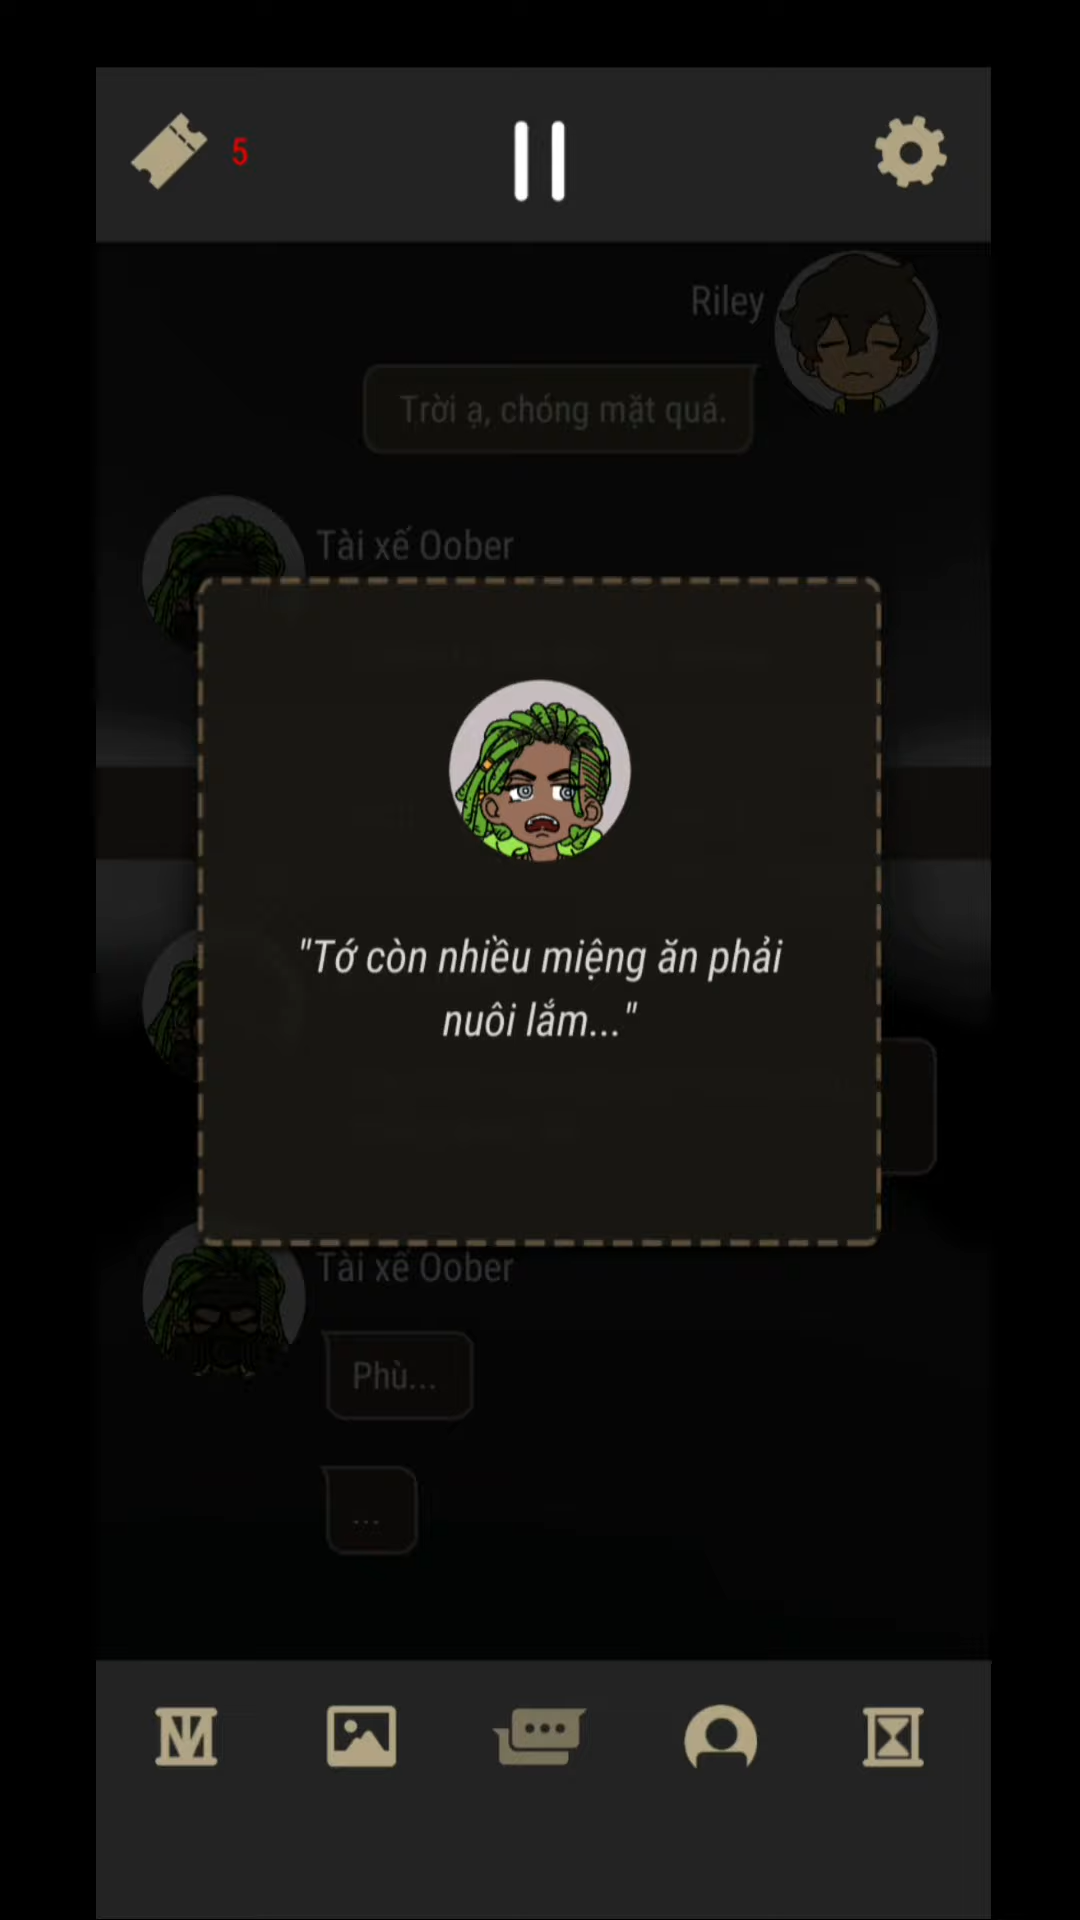 5
Riley
Trời ạ, chóng mặt quá.
Tài xế Oober
"Tớ còn nhiều miệng ăn phải
nuôi lắm..."
Tài xế Oober
Phù...
...